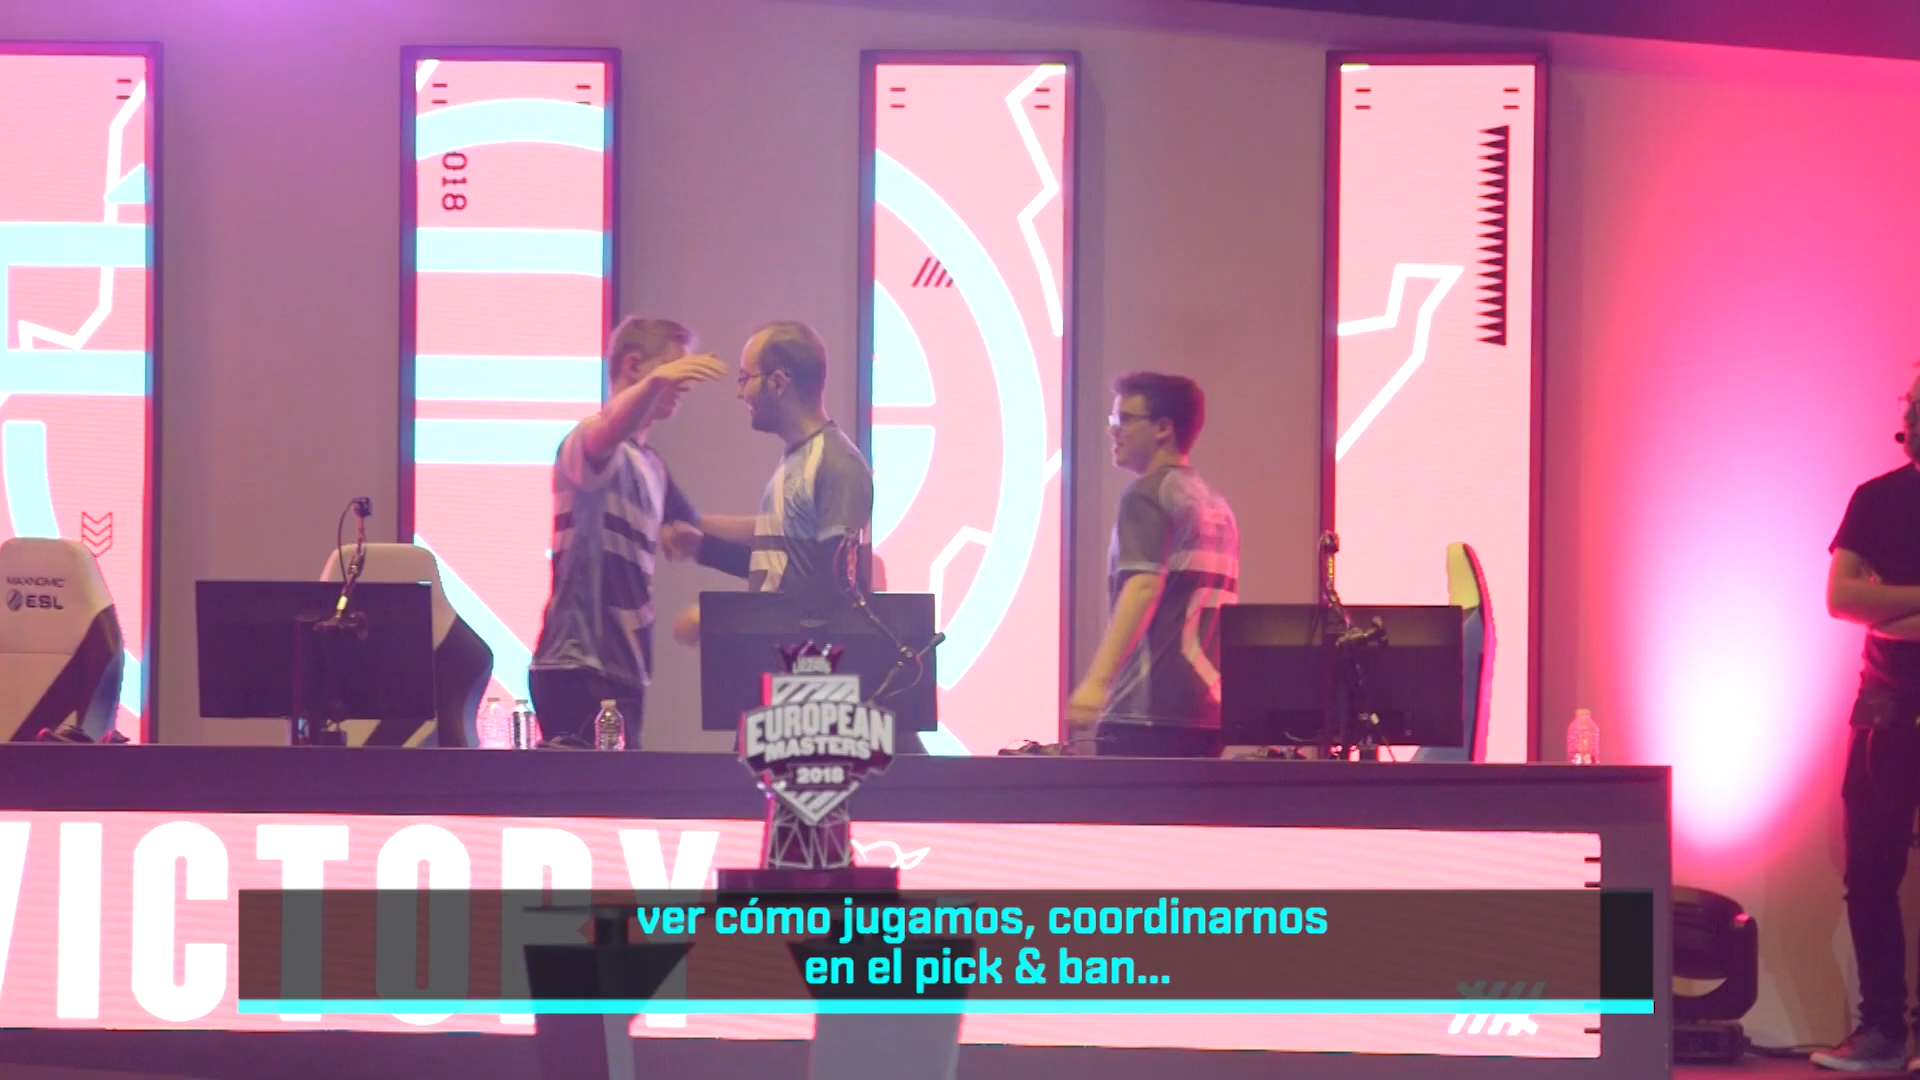 018
MAXNOMIC
ESL
EUROPEAN
MASTERS
2018
VICTORY
ver cómo jugamos, coordinarnos
en el pick & ban...